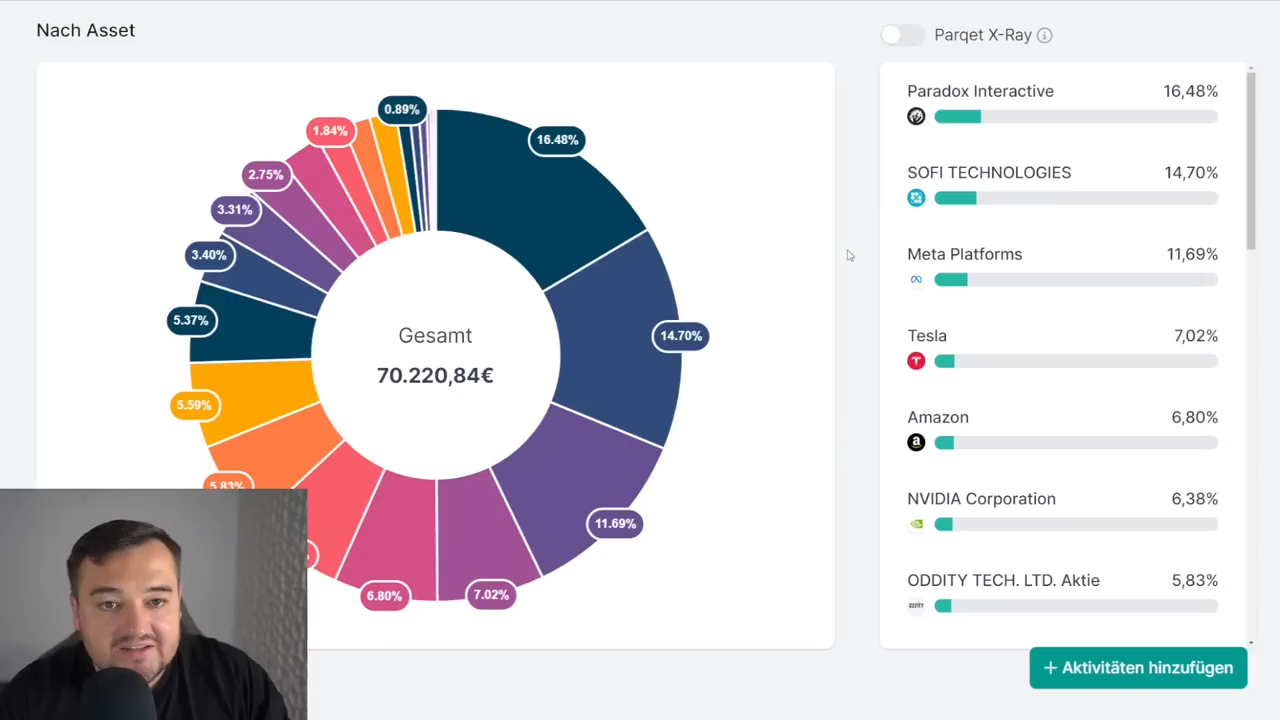 Nach Asset
Parqet X-Ray
0.89%
16.48%
1.84%
2.75%
3.31%
3.40%
5.37%
14.70%
5.59%
5.83%
11.69%
6.80%
7.02%
Gesamt
70.220,84€
Paradox Interactive 16,48%
SOFI TECHNOLOGIES 14,70%
Meta Platforms 11,69%
Tesla 7,02%
Amazon 6,80%
NVIDIA Corporation 6,38%
ODDITY TECH. LTD. Aktie 5,83%
+ Aktivitäten hinzufügen